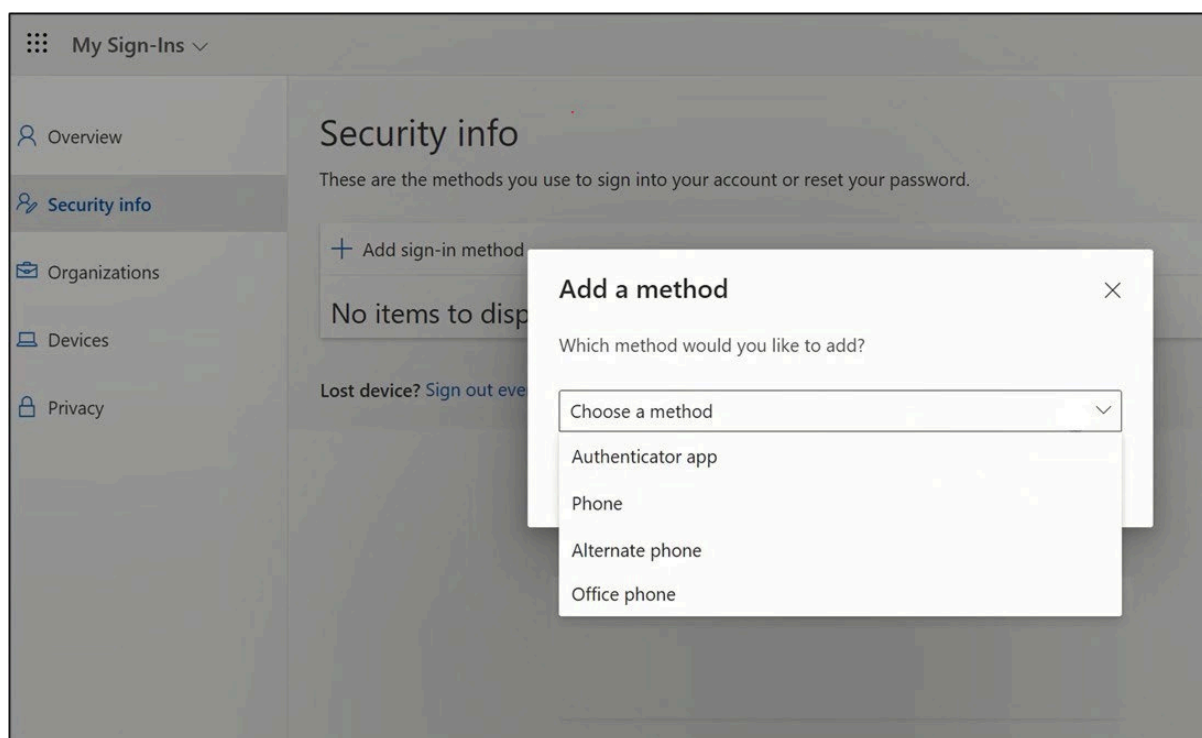 My Sign-Ins
Overview
Security info
Organizations
Devices
Privacy
Security info
These are the methods you use to sign into your account or reset your password.
Add sign-in method
No items to disp
Lost device? Sign out eve
Add a method
Which method would you like to add?
Choose a method
Authenticator app
Phone
Alternate phone
Office phone